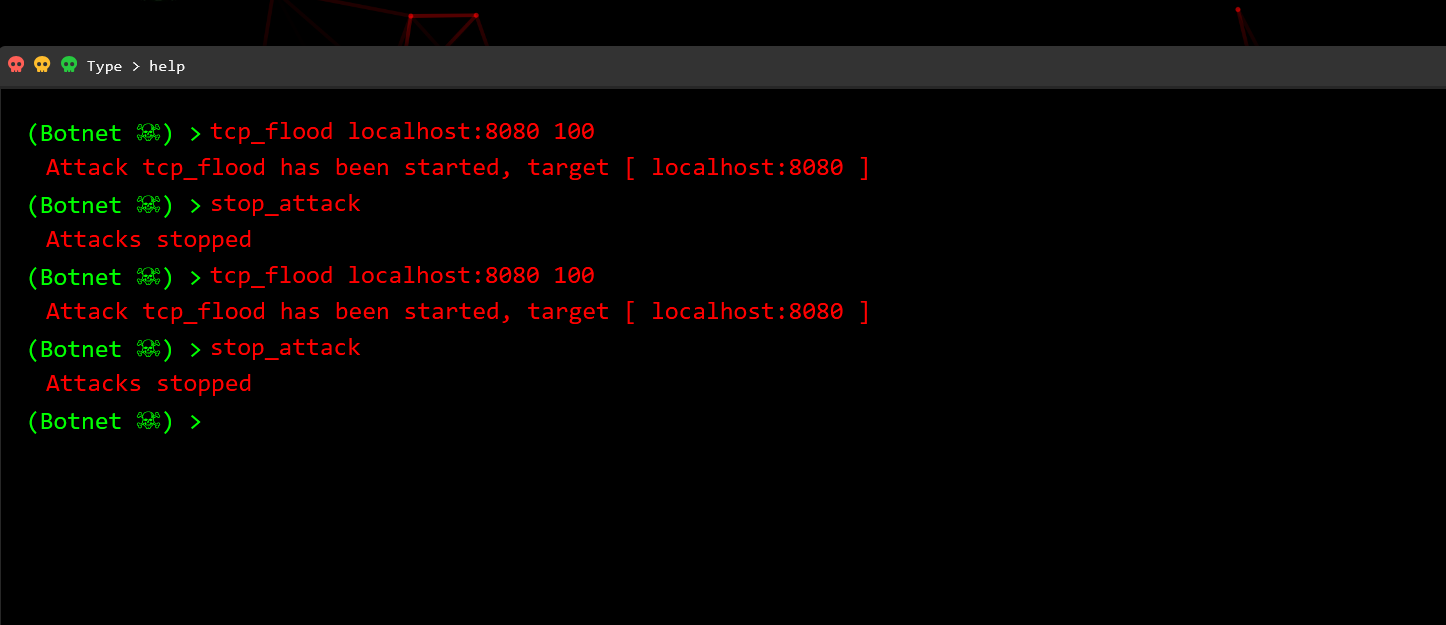 Type > help
(Botnet ☠) > tcp_flood localhost:8080 100
Attack tcp_flood has been started, target [ localhost:8080 ]
(Botnet ☠) > stop_attack
Attacks stopped
(Botnet ☠) > tcp_flood localhost:8080 100
Attack tcp_flood has been started, target [ localhost:8080 ]
(Botnet ☠) > stop_attack
Attacks stopped
(Botnet ☠) >